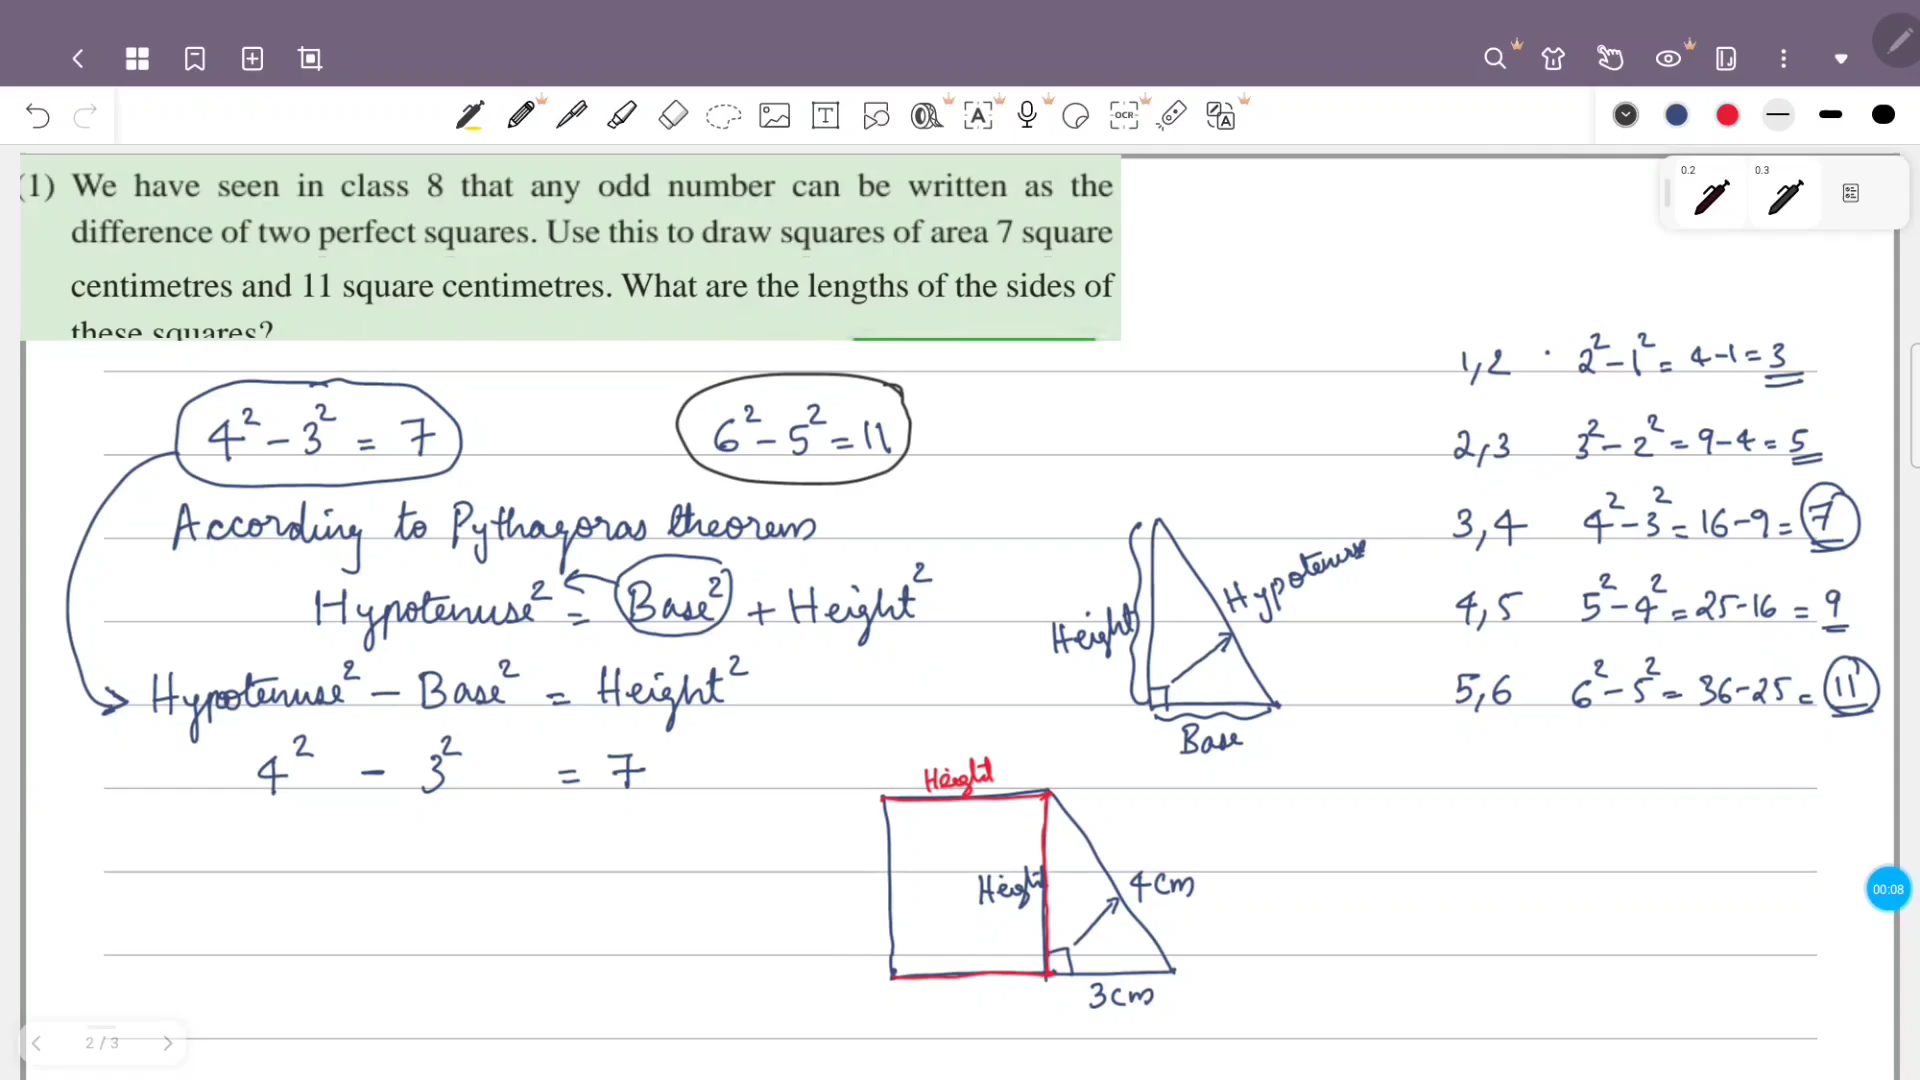 OCR
0.2 0.3
(1) We have seen in class 8 that any odd number can be written as the
difference of two perfect squares. Use this to draw squares of area 7 square
centimetres and 11 square centimetres. What are the lengths of the sides of
these squares?
4² - 3² = 7
6² - 5² = 11
According to Pythagoras theorem
Hypotenuse² = Base² + Height²
Hypotenuse² - Base² = Height²
4² - 3² = 7
Height
Hypotenuse
Base
1,2 2² - 1² = 4-1 = 3
2,3 3² - 2² = 9-4 = 5
3,4 4² - 3² = 16-9 = 7
4,5 5² - 4² = 25-16 = 9
5,6 6² - 5² = 36-25 = 11
Height
Height
4cm
3cm
00:08
2/3